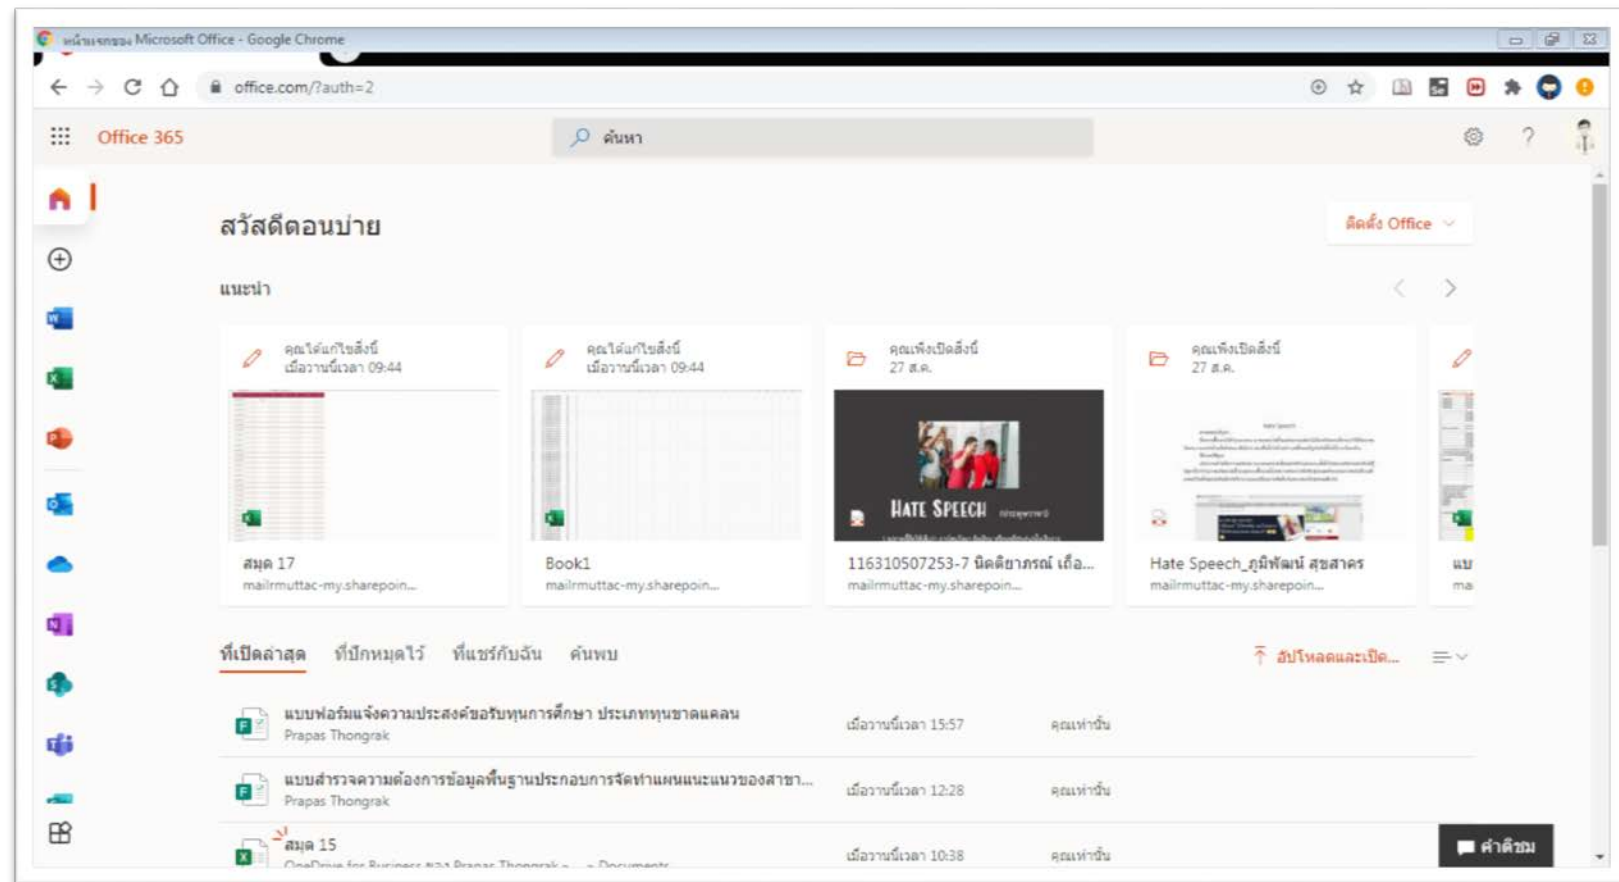 หน้าแรกของ Microsoft Office - Google Chrome
office.com/?auth=2
Office 365
ค้นหา
สวัสดีตอนบ่าย
ติดตั้ง Office
แนะนำ
คุณได้แก้ไขสิ่งนี้
เมื่อวานนี้เวลา 09:44
คุณได้แก้ไขสิ่งนี้
เมื่อวานนี้เวลา 09:44
คุณเพิ่งเปิดสิ่งนี้
27 ส.ค.
คุณเพิ่งเปิดสิ่งนี้
27 ส.ค.
HATE SPEECH
Hate Speech
สมุด 17
mailrmuttac-my.sharepoin...
Book1
mailrmuttac-my.sharepoin...
116310507253-7 นิตติยาภรณ์ เถื่อ...
mailrmuttac-my.sharepoin...
Hate Speech_ภูมิพัฒน์ สุขสาคร
mailrmuttac-my.sharepoin...
แบ
ma
ที่เปิดล่าสุด ที่ปักหมุดไว้ ที่แชร์กับฉัน ค้นพบ
อัปโหลดและเปิด...
แบบฟอร์มแจ้งความประสงค์ขอรับทุนการศึกษา ประเภททุนขาดแคลน
Prapas Thongrak
เมื่อวานนี้เวลา 15:57 คุณเท่านั้น
แบบสำรวจความต้องการข้อมูลพื้นฐานประกอบการจัดทำแผนแนะแนวของสาขา...
Prapas Thongrak
เมื่อวานนี้เวลา 12:28 คุณเท่านั้น
สมุด 15
OneDrive for Business ของ Prapas Thongrak - ... - Documents
เมื่อวานนี้เวลา 10:38 คุณเท่านั้น
คำติชม